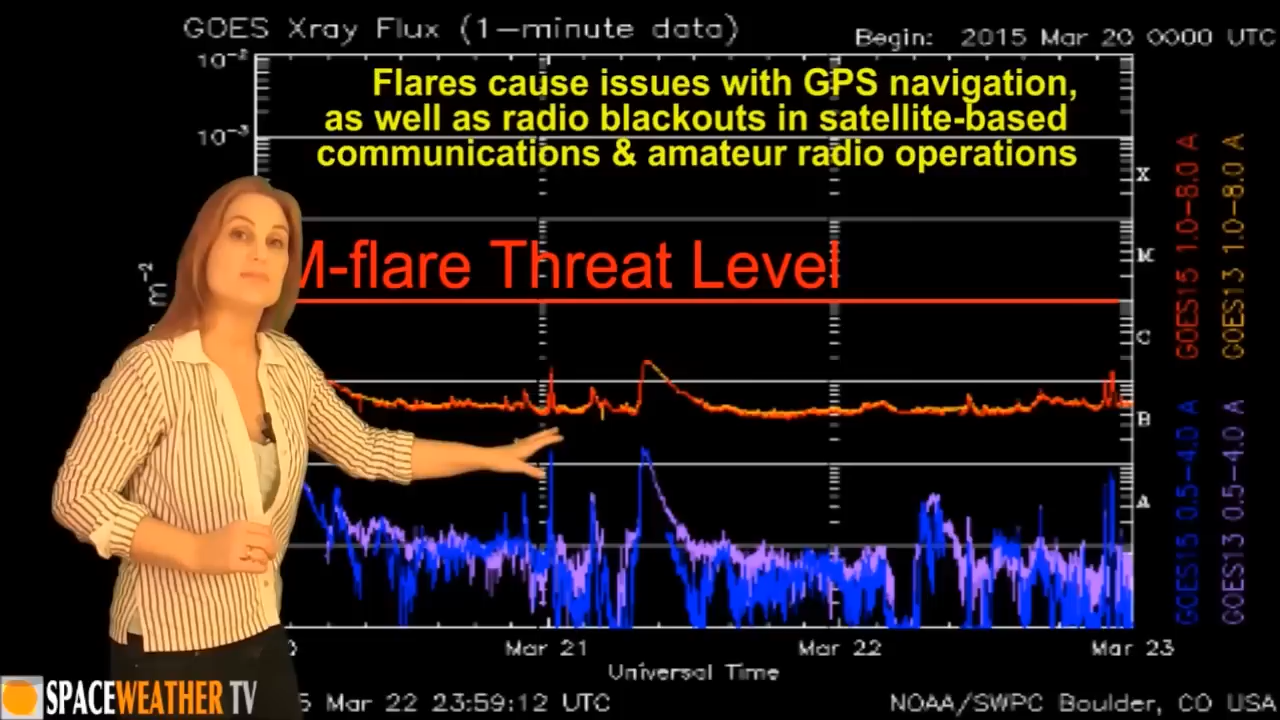 GOES Xray Flux (1-minute data)
Begin: 2015 Mar 20 0000 UTC
10-2
10-3
Flares cause issues with GPS navigation,
as well as radio blackouts in satellite-based
communications & amateur radio operations
M-flare Threat Level
m-2
X
M
C
B
A
GOES15 1.0-8.0 A
GOES13 1.0-8.0 A
GOES15 0.5-4.0 A
GOES13 0.5-4.0 A
Mar 21
Mar 22
Mar 23
Universal Time
Mar 22 23:59:12 UTC
NOAA/SWPC Boulder, CO USA
SPACEWEATHER TV